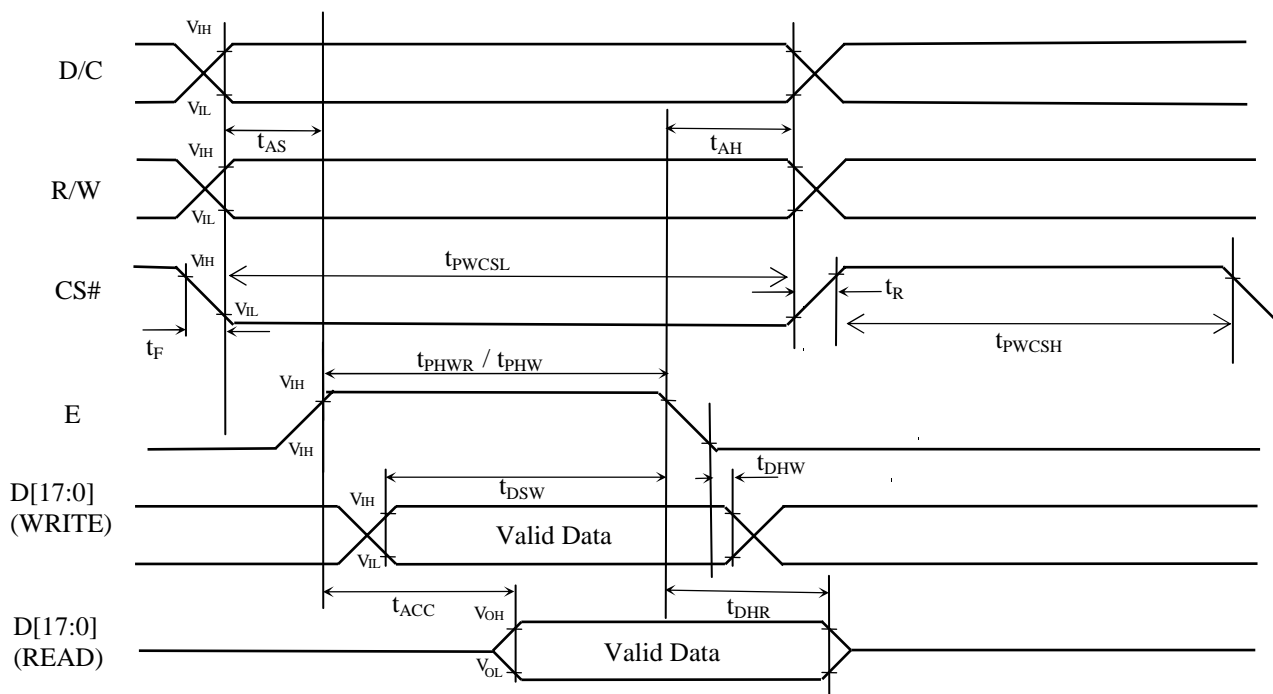 VIH
D/C
VIL
tAS
tAH
VIH
R/W
VIL
VIH
tPWCSL
CS#
VIL
tR
tF
tPWCSH
tPHWR / tPHW
VIH
E
VIH
tDHW
D[17:0]
(WRITE)
VIH
tDSW
Valid Data
VIL
tACC
tDHR
D[17:0]
(READ)
VOH
Valid Data
VOL